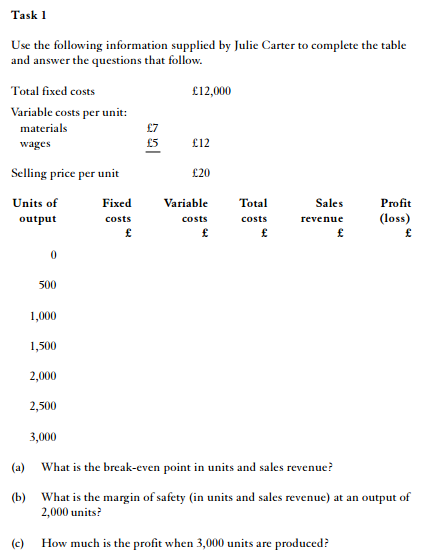 Task 1
Use the following information supplied by Julie Carter to complete the table
and answer the questions that follow.
Total fixed costs £12,000
Variable costs per unit:
materials £7
wages £5 £12
Selling price per unit £20
Units of Fixed Variable Total Sales Profit
output costs costs costs revenue (loss)
£ £ £ £ £
0
500
1,000
1,500
2,000
2,500
3,000
(a) What is the break-even point in units and sales revenue?
(b) What is the margin of safety (in units and sales revenue) at an output of
2,000 units?
(c) How much is the profit when 3,000 units are produced?